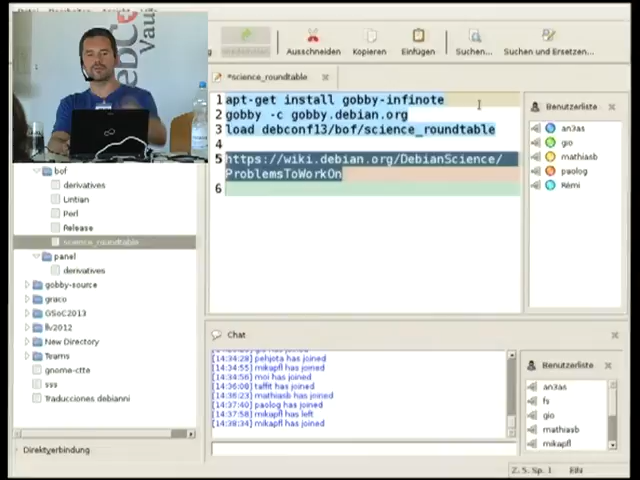 Ausschneiden
Kopieren
Einfügen
Suchen...
Suchen und Ersetzen...
*science_roundtable
1 apt-get install gobby-infinote
2 gobby -c gobby.debian.org
3 load debconf13/bof/science_roundtable
4
5 https://wiki.debian.org/DebianScience/
ProblemsToWorkOn
6
Benutzerliste
an3as
gio
mathiasb
paolog
Rémi
bof
derivatives
Lintian
Perl
Release
science_roundtable
panel
derivatives
gobby-source
graco
GSoC2013
llv2012
New Directory
Teams
gnome-ctte
sss
Traducciones debianni
Direktverbindung
Chat
[14:34:28] pehjota has joined
[14:34:55] mikapfl has joined
[14:34:56] moi has joined
[14:36:00] taffit has joined
[14:36:23] mathiasb has joined
[14:37:40] paolog has joined
[14:37:58] mikapfl has left
[14:38:34] mikapfl has joined
Benutzerliste
an3as
fs
gio
mathiasb
mikapfl
Z. 5, Sp. 1
EIN